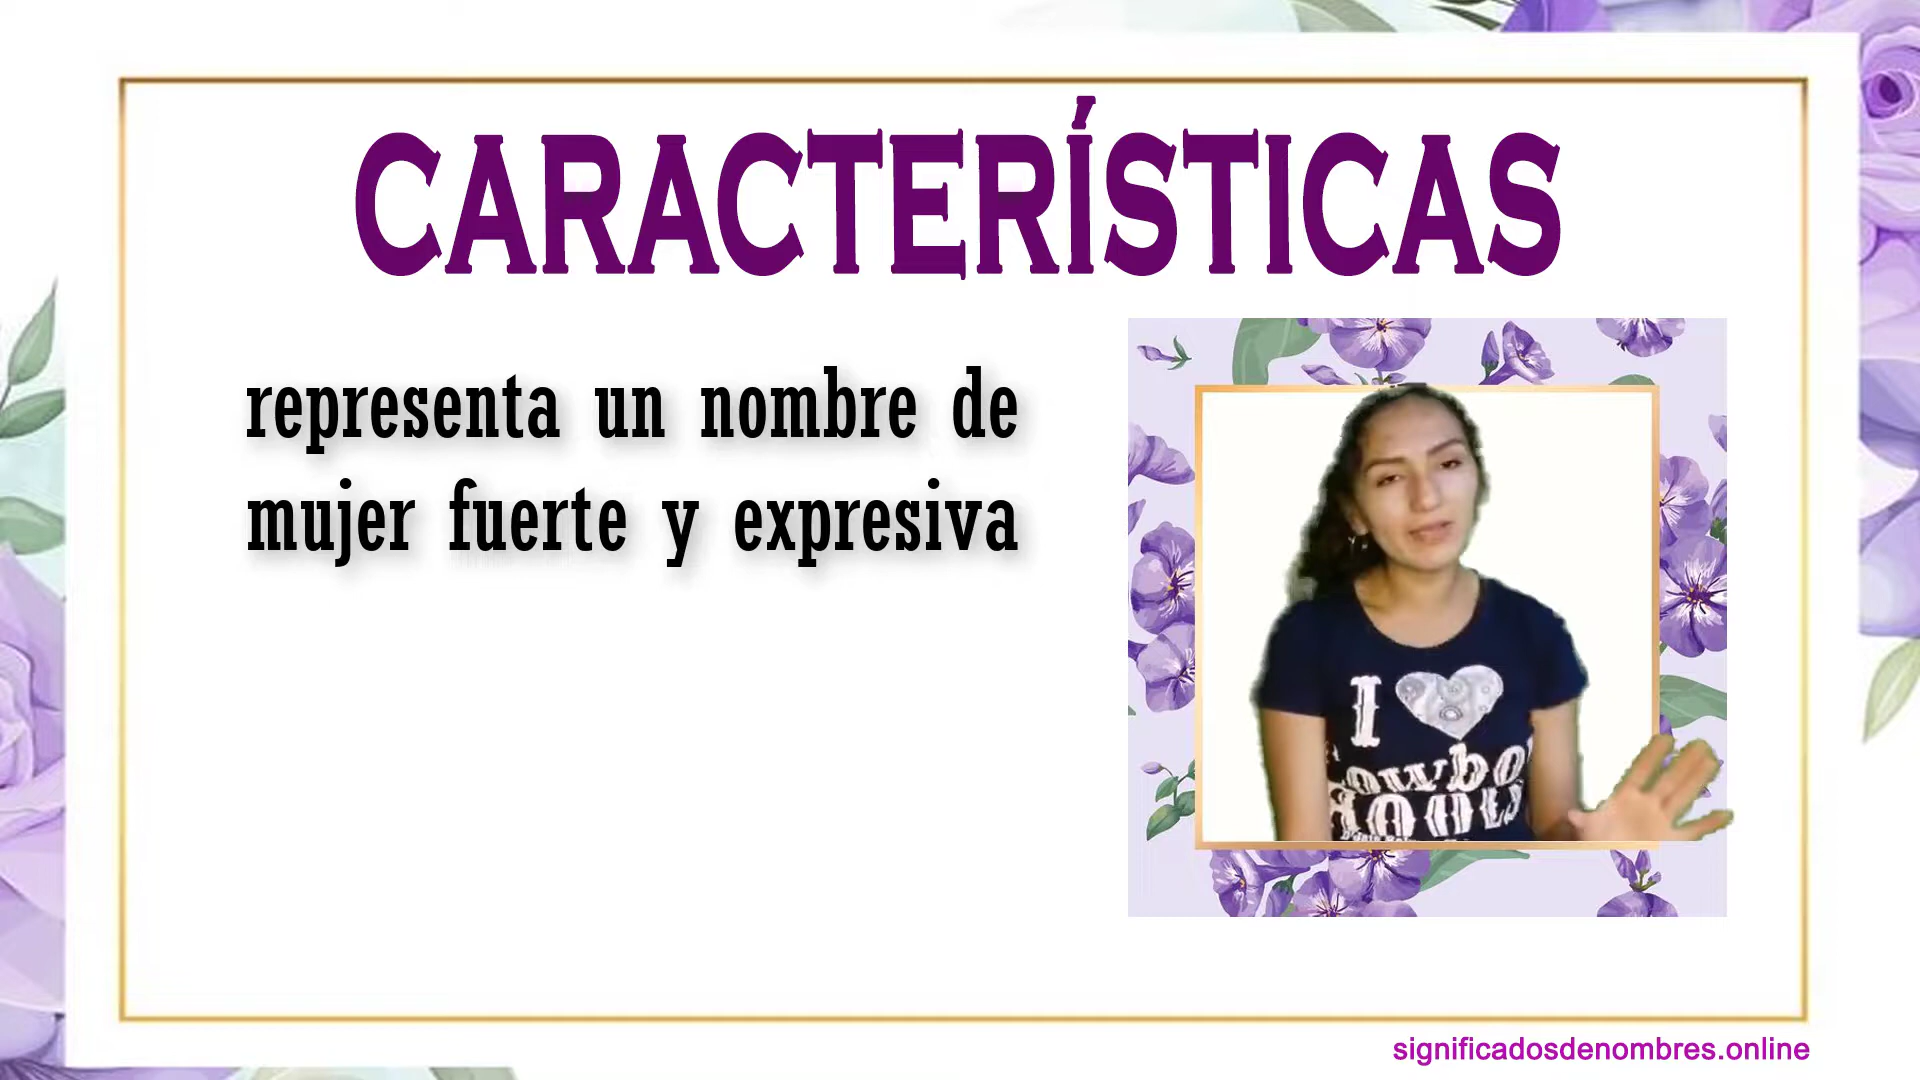 CARACTERÍSTICAS
representa un nombre de
mujer fuerte y expresiva
I
significadosdenombres.online